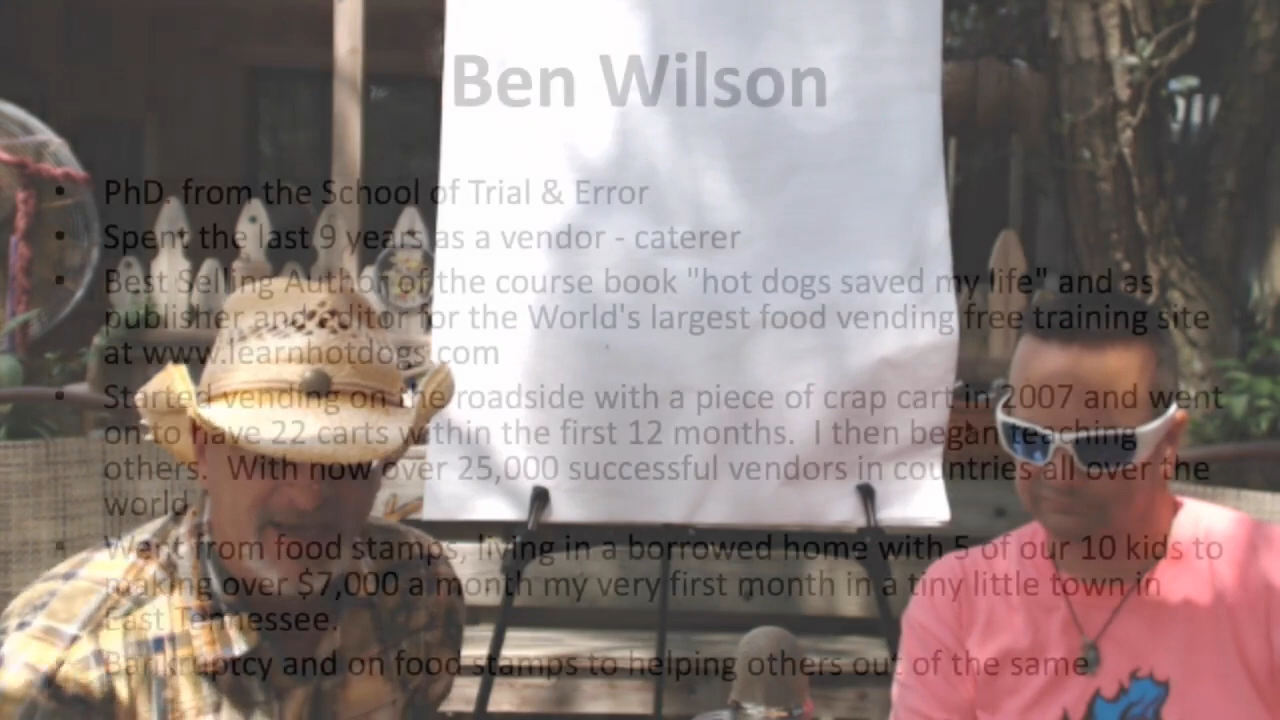 Ben Wilson
• PhD from the School of Trial & Error
• Spent the last 9 years as a vendor - caterer
• Best Selling Author of the course book "hot dogs saved my life" and as
publisher and editor for the World's largest food vending free training site
at www.learnhotdogs.com
• Started vending on the roadside with a piece of crap cart in 2007 and went
on to have 22 carts within the first 12 months. I then began teaching
others. With now over 25,000 successful vendors in countries all over the
world.
• Went from food stamps, living in a borrowed home with 5 of our 10 kids to
making over $7,000 a month my very first month in a tiny little town in
East Tennessee.
• Bankruptcy and on food stamps to helping others out of the same